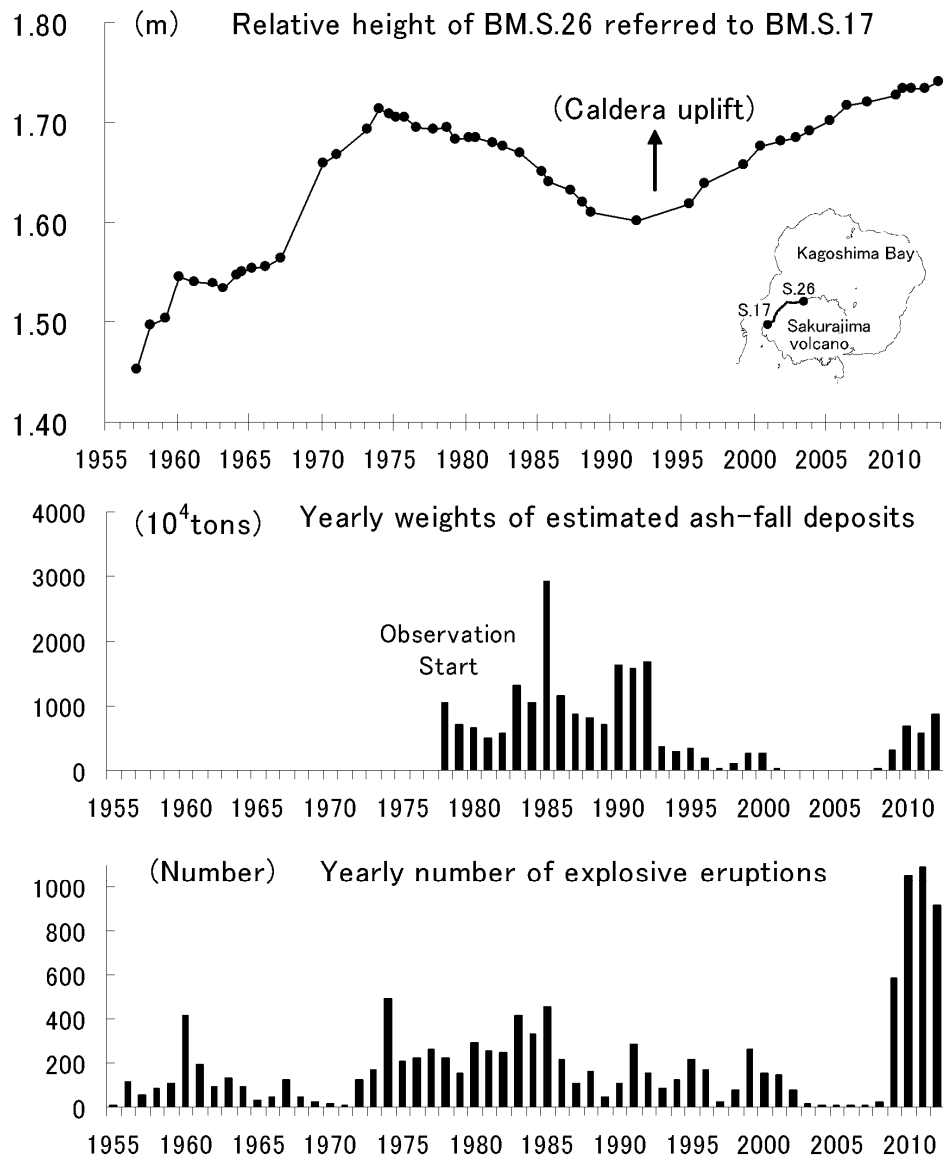 (m) Relative height of BM.S.26 referred to BM.S.17
1.80
1.70
1.60
1.50
1.40
(Caldera uplift)
Kagoshima Bay
S.26
S.17
Sakurajima
volcano
1955 1960 1965 1970 1975 1980 1985 1990 1995 2000 2005 2010
(10⁴tons) Yearly weights of estimated ash-fall deposits
4000
3000
2000
1000
0
Observation
Start
1955 1960 1965 1970 1975 1980 1985 1990 1995 2000 2005 2010
(Number) Yearly number of explosive eruptions
1000
800
600
400
200
0
1955 1960 1965 1970 1975 1980 1985 1990 1995 2000 2005 2010